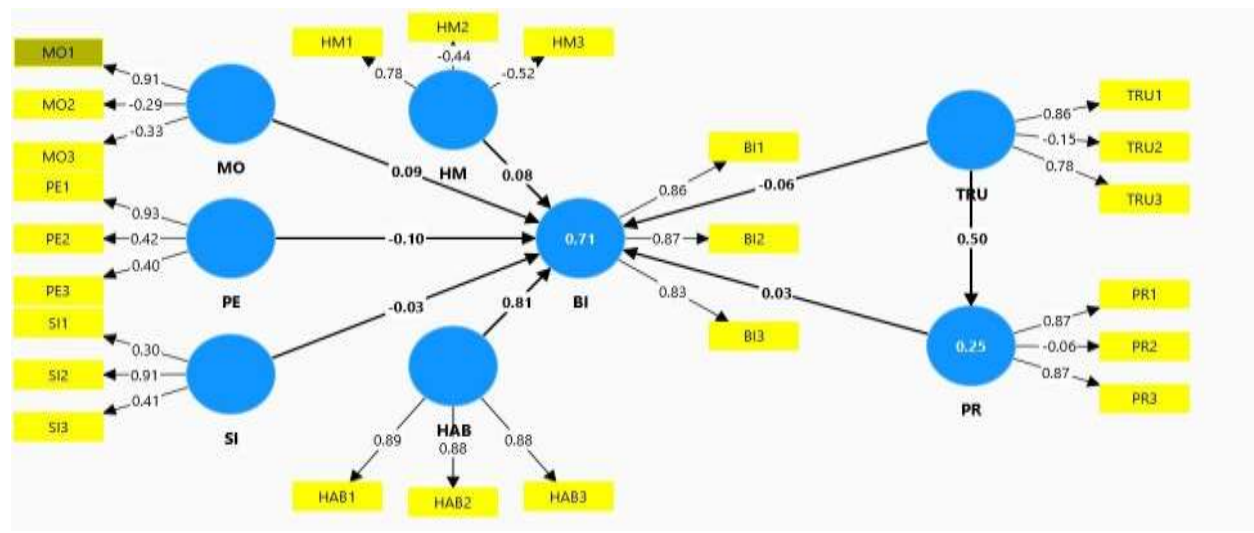 HM2
HM1
HM3
MO1
-0.44
0.78
-0.52
0.91
MO2
-0.29
-0.33
MO3
MO
HM
PE1
0.09
0.08
0.93
PE2
0.42
0.40
PE3
PE
-0.10
SI1
0.30
SI2
0.91
0.41
SI3
SI
-0.03
0.81
HAB
0.89
0.88
0.88
HAB1
HAB2
HAB3
0.71
BI
BI1
0.86
0.87
BI2
0.83
BI3
-0.06
0.03
TRU
TRU1
0.86
-0.15
TRU2
0.78
TRU3
0.50
0.25
PR
PR1
0.87
-0.06
PR2
0.87
PR3